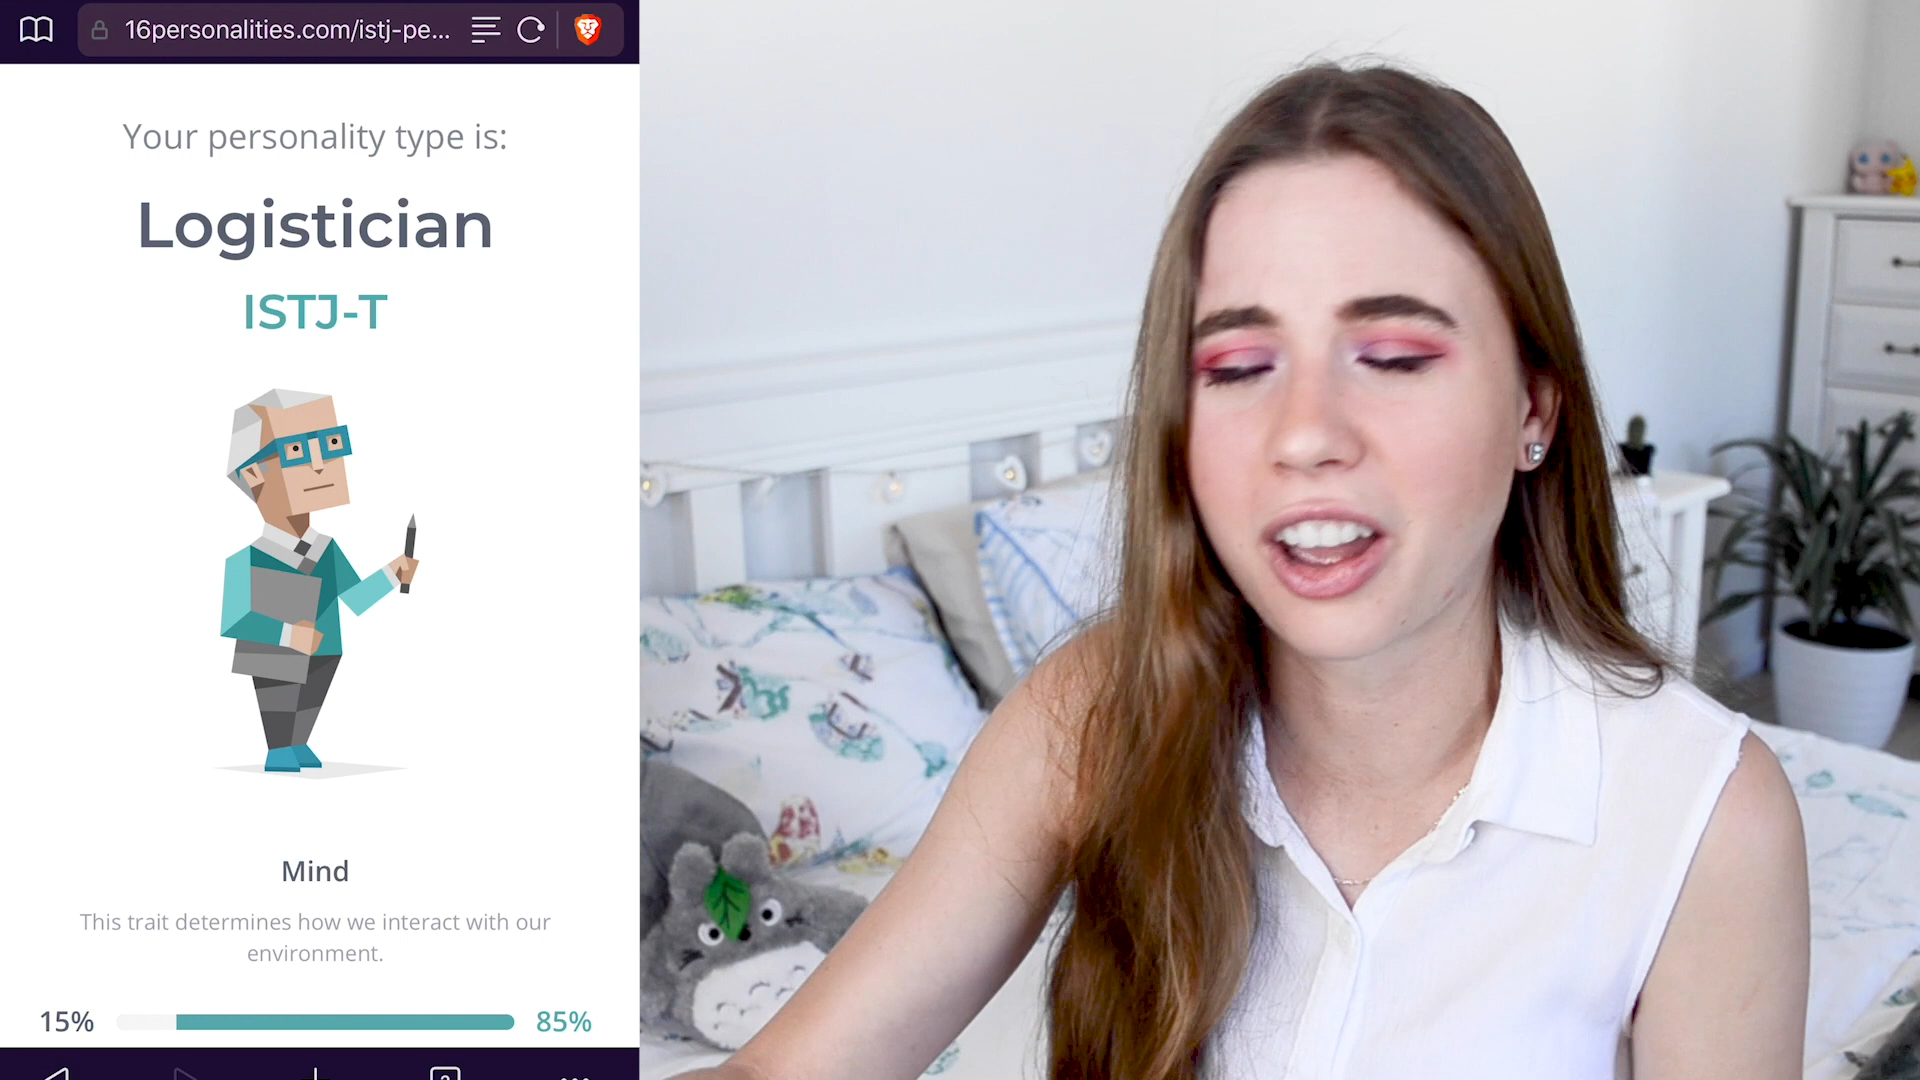 16personalities.com/istj-pe...
Your personality type is:
Logistician
ISTJ-T
Mind
This trait determines how we interact with our
environment.
15%
85%